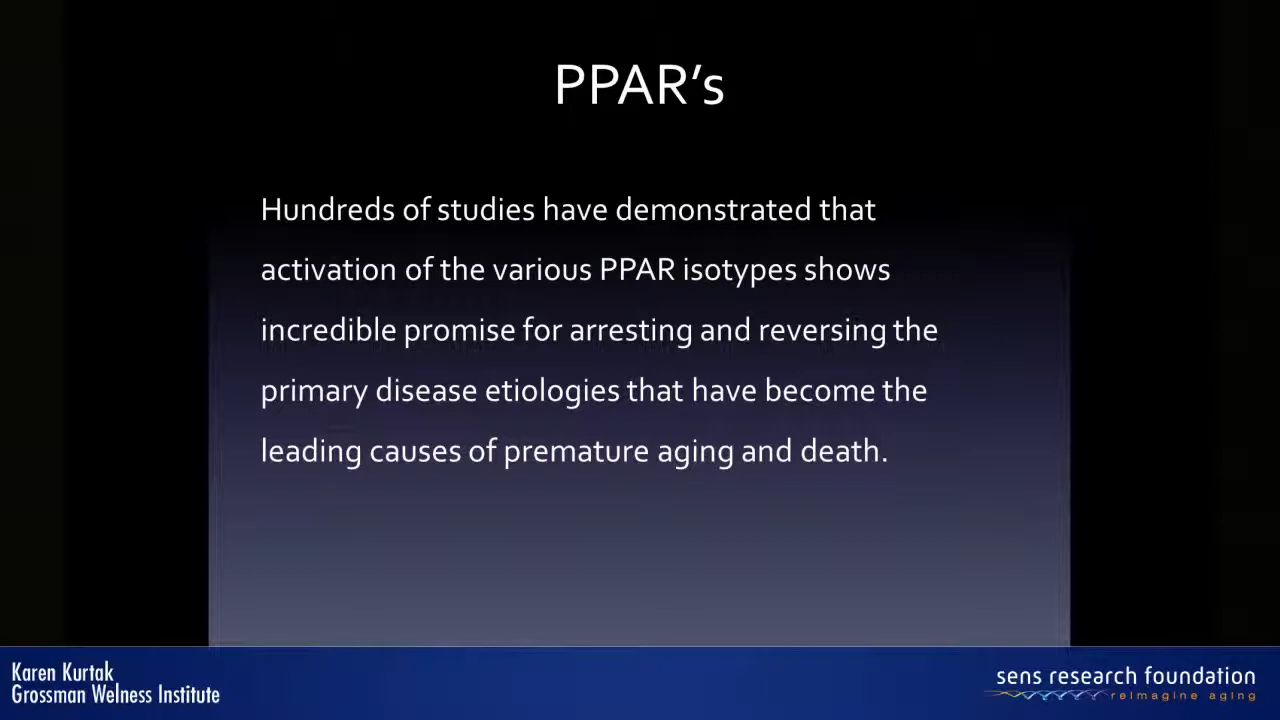 PPAR’s
Hundreds of studies have demonstrated that
activation of the various PPAR isotypes shows
incredible promise for arresting and reversing the
primary disease etiologies that have become the
leading causes of premature aging and death.
Karen Kurtak
Grossman Welness Institute
sens research foundation
reimagine aging